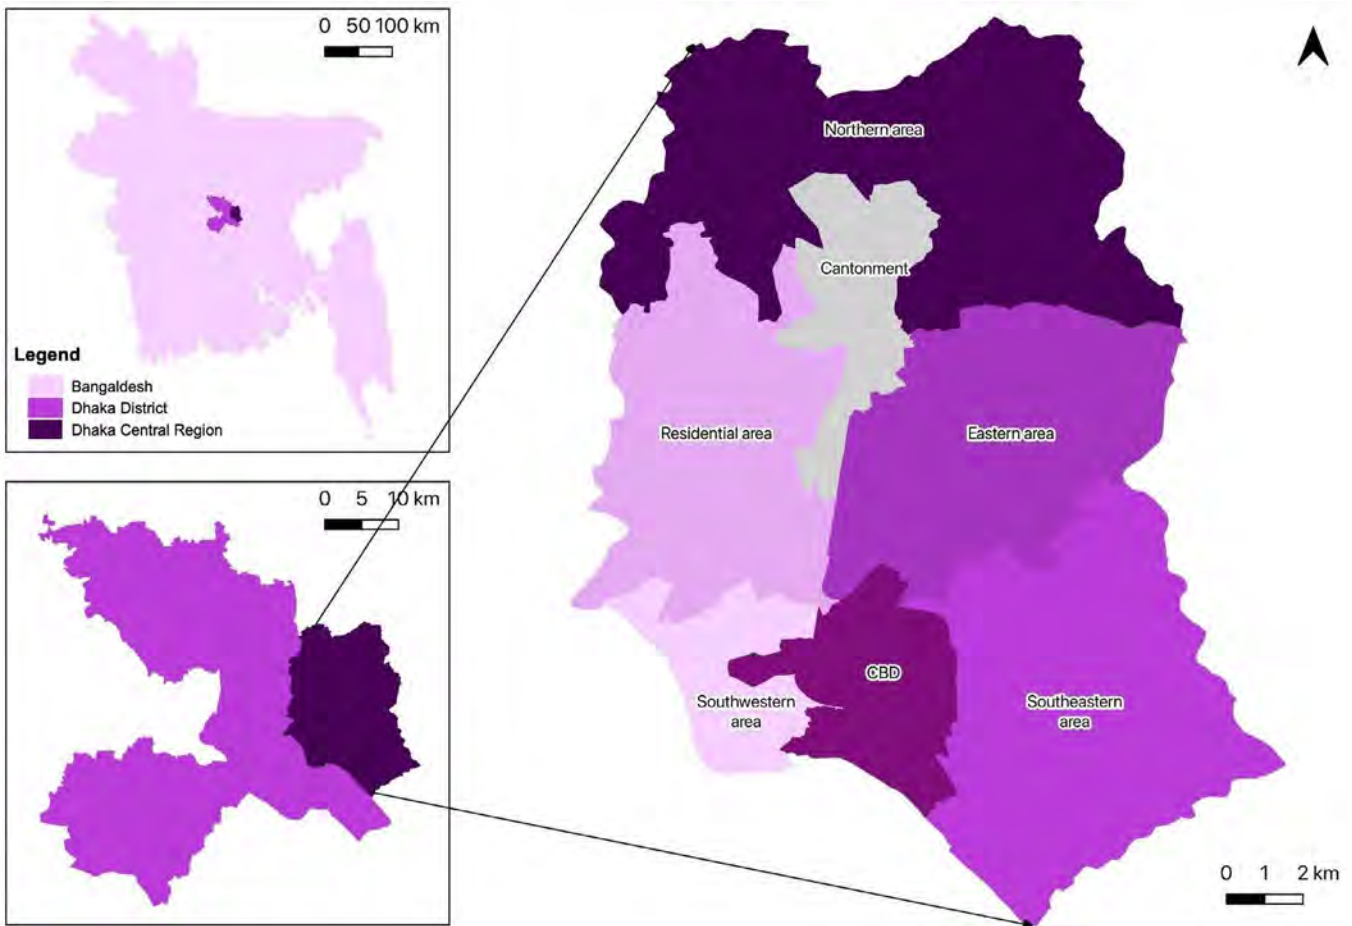 0 50 100 km
Legend
Bangaldesh
Dhaka District
Dhaka Central Region
0 5 10 km
Northern area
Cantonment
Residential area
Eastern area
CBD
Southwestern
area
Southeastern
area
0 1 2 km